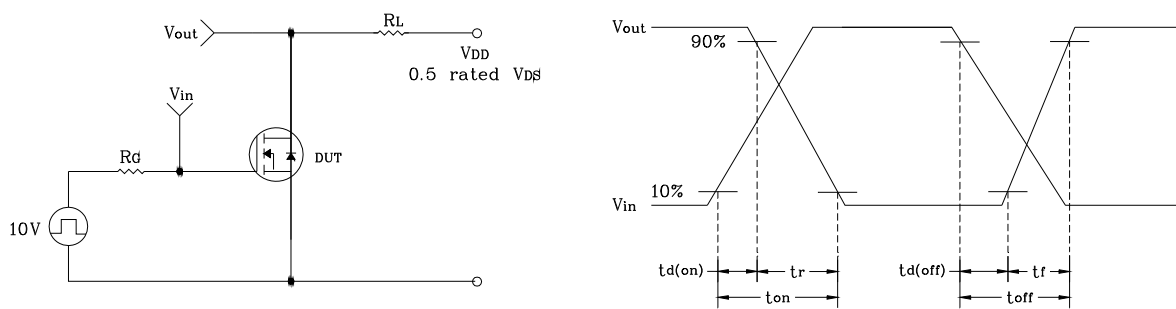 Vout
RL
VDD
0.5 rated VDS
Vin
RG
DUT
10V
Vout
90%
10%
Vin
td(on)
tr
td(off)
tf
ton
toff